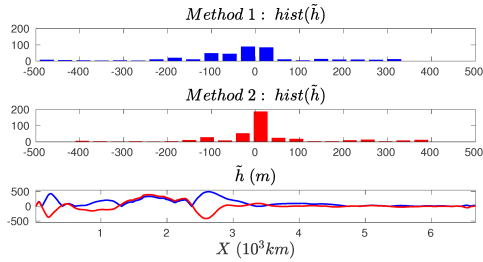 Method 1 : hist(h̃)
200
100
0
-500 -400 -300 -200 -100 0 100 200 300 400 500
Method 2 : hist(h̃)
200
100
0
-500 -400 -300 -200 -100 0 100 200 300 400 500
h̃ (m)
500
0
-500
1 2 3 4 5 6
X (10³km)